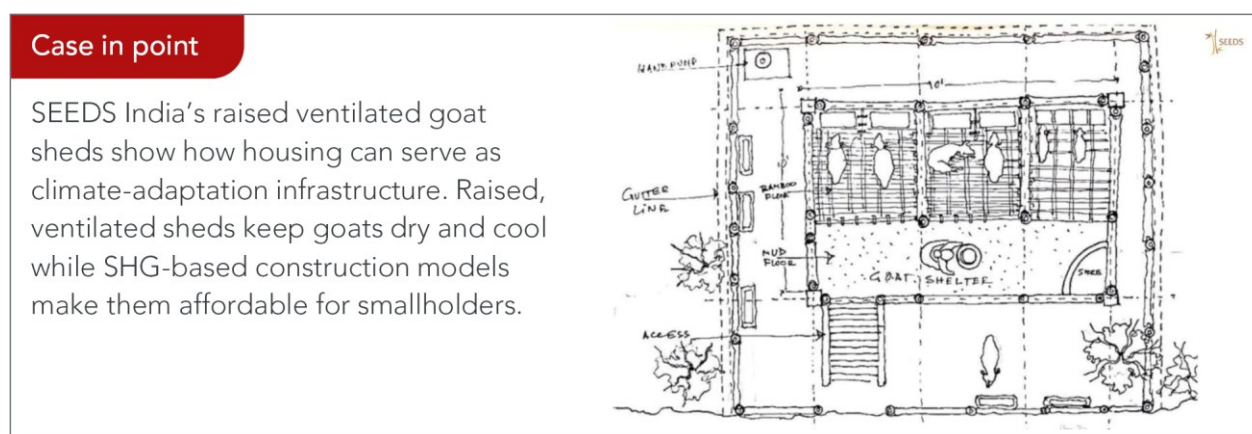 Case in point
SEEDS India's raised ventilated goat
sheds show how housing can serve as
climate-adaptation infrastructure. Raised,
ventilated sheds keep goats dry and cool
while SHG-based construction models
make them affordable for smallholders.
SEEDS
HAND PUMP
10'
GUTTER
LINE
BAMBOO
FLOOR
MUD
FLOOR
GOAT SHELTER
STORE
ACCESS